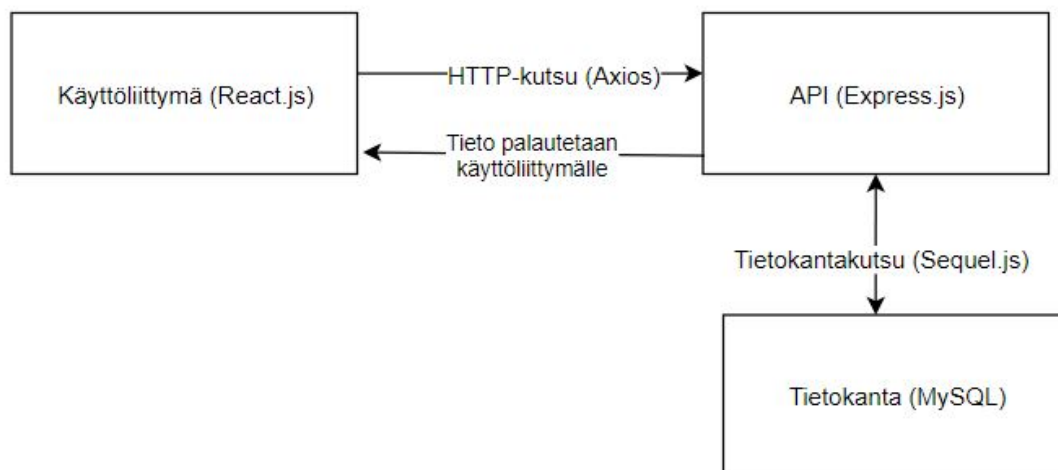 Käyttöliittymä (React.js)
HTTP-kutsu (Axios)
API (Express.js)
Tieto palautetaan
käyttöliittymälle
Tietokantakutsu (Sequel.js)
Tietokanta (MySQL)